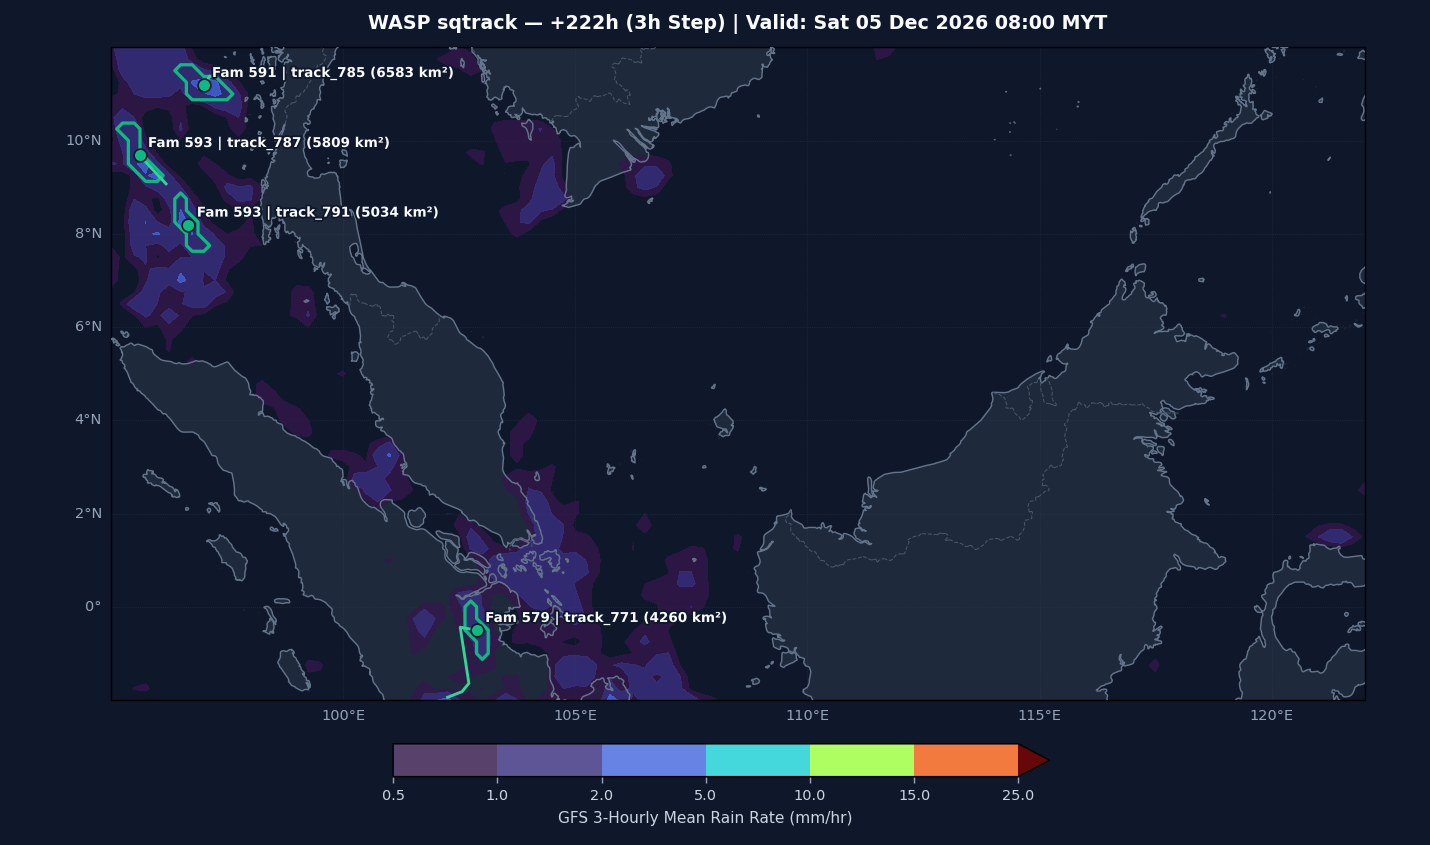 WASP sqtrack — +222h (3h Step) | Valid: Sat 05 Dec 2026 08:00 MYT
Fam 591 | track_785 (6583 km²)
10°N
Fam 593 | track_787 (5809 km²)
Fam 593 | track_791 (5034 km²)
8°N
6°N
4°N
2°N
0°
Fam 579 | track_771 (4260 km²)
100°E 105°E 110°E 115°E 120°E
0.5 1.0 2.0 5.0 10.0 15.0 25.0
GFS 3-Hourly Mean Rain Rate (mm/hr)